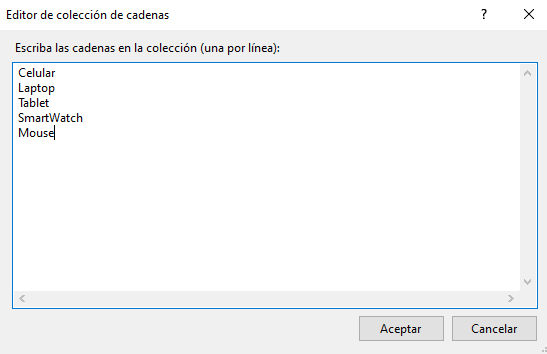 Editor de colección de cadenas
?
Escriba las cadenas en la colección (una por línea):
Celular
Laptop
Tablet
SmartWatch
Mouse
Aceptar
Cancelar